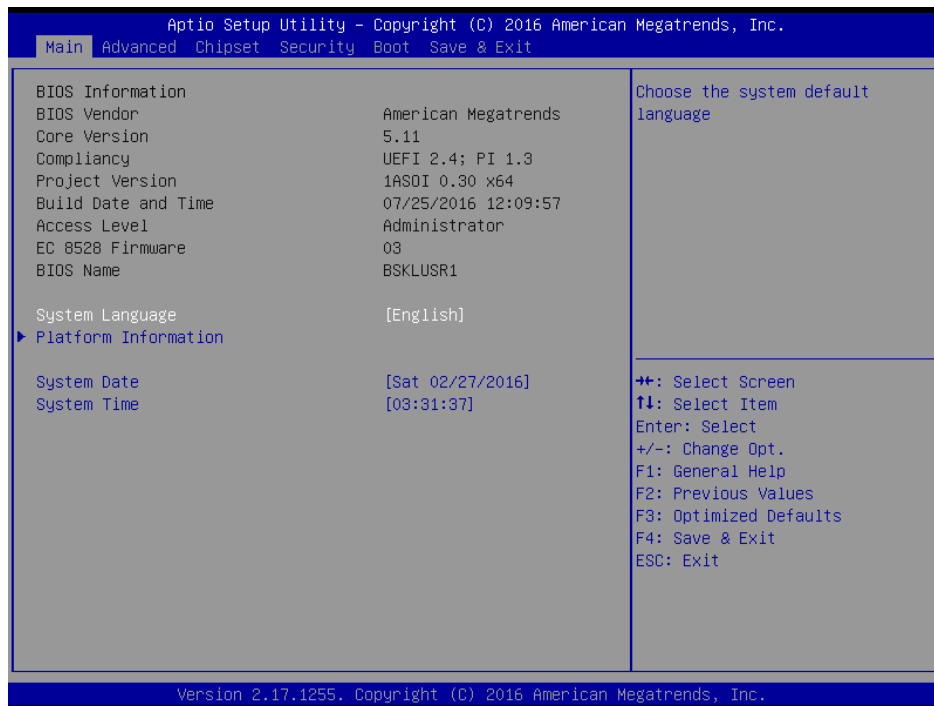 Aptio Setup Utility – Copyright (C) 2016 American Megatrends, Inc.
Main Advanced Chipset Security Boot Save & Exit
BIOS Information
BIOS Vendor American Megatrends
Core Version 5.11
Compliancy UEFI 2.4; PI 1.3
Project Version 1ASOI 0.30 x64
Build Date and Time 07/25/2016 12:09:57
Access Level Administrator
EC 8528 Firmware 03
BIOS Name BSKLUSR1
System Language [English]
Platform Information
System Date [Sat 02/27/2016]
System Time [03:31:37]
Choose the system default
language
→←: Select Screen
↑↓: Select Item
Enter: Select
+/-: Change Opt.
F1: General Help
F2: Previous Values
F3: Optimized Defaults
F4: Save & Exit
ESC: Exit
Version 2.17.1255. Copyright (C) 2016 American Megatrends, Inc.